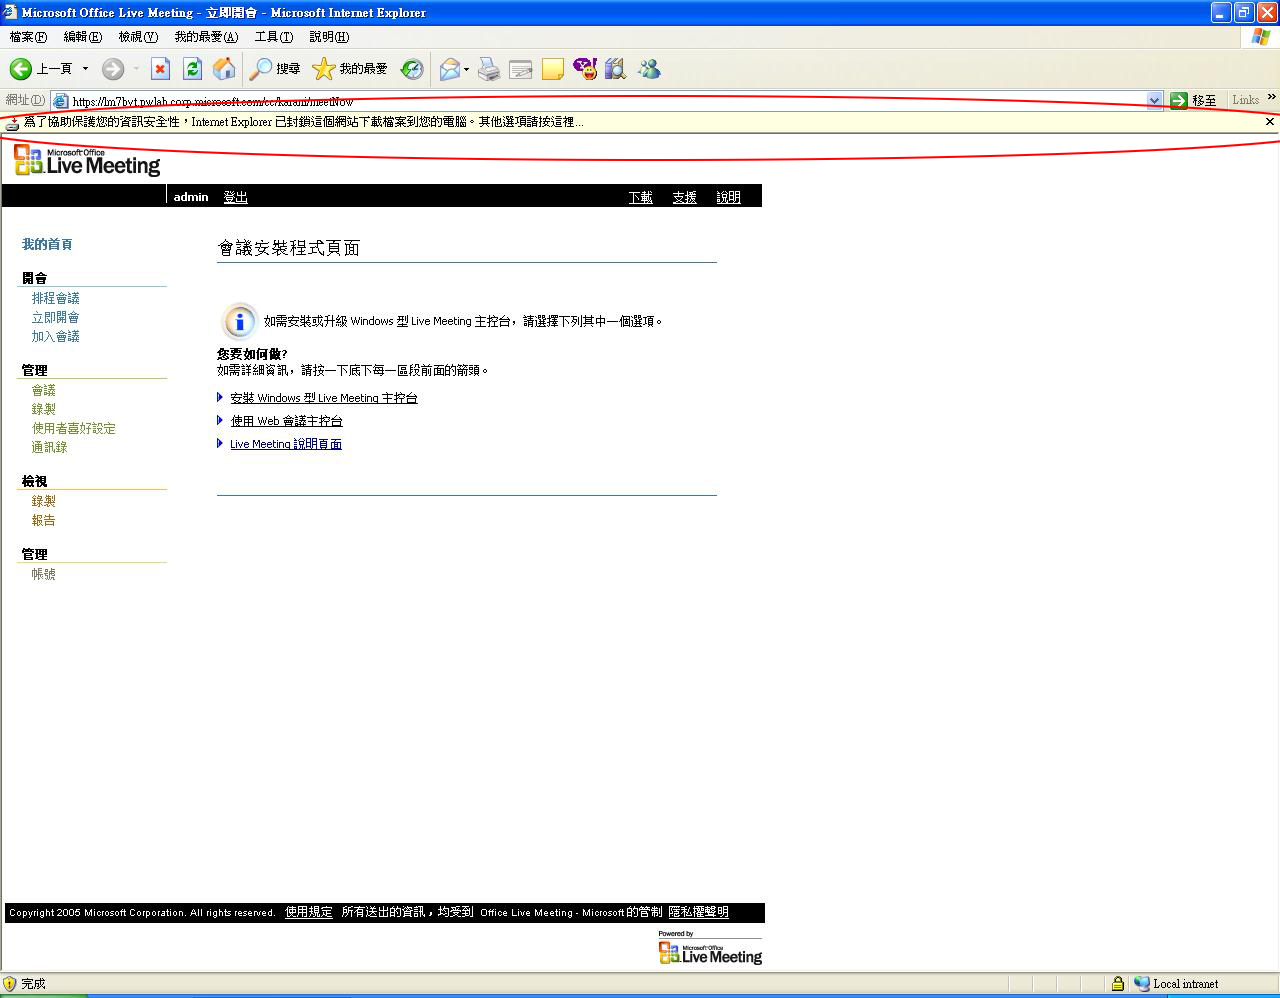 Microsoft Office Live Meeting - 立即開會 - Microsoft Internet Explorer
檔案(F) 編輯(E) 檢視(V) 我的最愛(A) 工具(T) 說明(H)
上一頁 搜尋 我的最愛
網址(D) https://lm7byt.pwlab.corp.microsoft.com/cc/karam/meetNow 移至 Links »
為了協助保護您的資訊安全性，Internet Explorer 已封鎖這個網站下載檔案到您的電腦。其他選項請按這裡...
Microsoft Office
Live Meeting
admin 登出 下載 支援 說明
我的首頁
開會
排程會議
立即開會
加入會議
管理
會議
錄製
使用者喜好設定
通訊錄
檢視
錄製
報告
管理
帳號
會議安裝程式頁面
如需安裝或升級 Windows 型 Live Meeting 主控台，請選擇下列其中一個選項。
您要如何做?
如需詳細資訊，請按一下底下每一區段前面的箭頭。
安裝 Windows 型 Live Meeting 主控台
使用 Web 會議主控台
Live Meeting 說明頁面
Copyright 2005 Microsoft Corporation. All rights reserved. 使用規定 所有送出的資訊，均受到 Office Live Meeting - Microsoft 的管制 隱私權聲明
Powered by
Microsoft Office
Live Meeting
完成 Local intranet